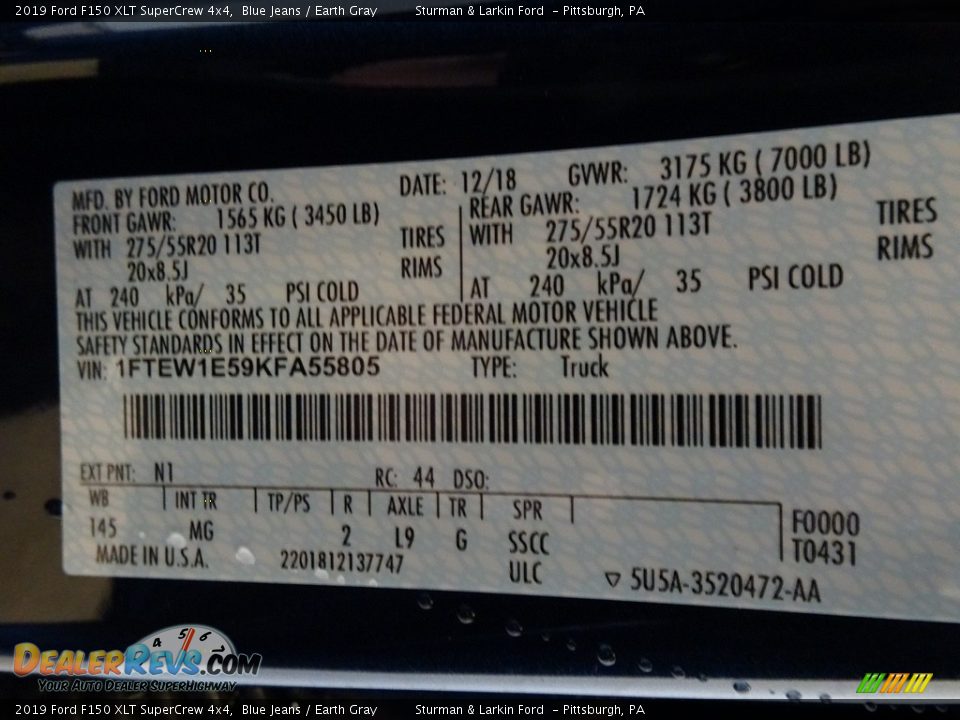 2019 Ford F150 XLT SuperCrew 4x4, Blue Jeans / Earth Gray Sturman & Larkin Ford - Pittsburgh, PA
MFD. BY FORD MOTOR CO. DATE: 12/18 GVWR: 3175 KG ( 7000 LB)
FRONT GAWR: 1565 KG ( 3450 LB) REAR GAWR: 1724 KG ( 3800 LB)
WITH 275/55R20 113T TIRES WITH 275/55R20 113T TIRES
20x8.5J RIMS 20x8.5J RIMS
AT 240 kPa/ 35 PSI COLD AT 240 kPa/ 35 PSI COLD
THIS VEHICLE CONFORMS TO ALL APPLICABLE FEDERAL MOTOR VEHICLE
SAFETY STANDARDS IN EFFECT ON THE DATE OF MANUFACTURE SHOWN ABOVE.
VIN: 1FTEW1E59KFA55805 TYPE: Truck
EXT PNT: N1 RC: 44 DSO:
WB INT TR TP/PS R AXLE TR SPR
145 MG 2 L9 G SSCC F0000
MADE IN U.S.A. 2201812137747 ULC T0431
▽ 5U5A-3520472-AA
4 5 6
DEALERREVS.COM
Your Auto Dealer SuperHighway
2019 Ford F150 XLT SuperCrew 4x4, Blue Jeans / Earth Gray Sturman & Larkin Ford - Pittsburgh, PA